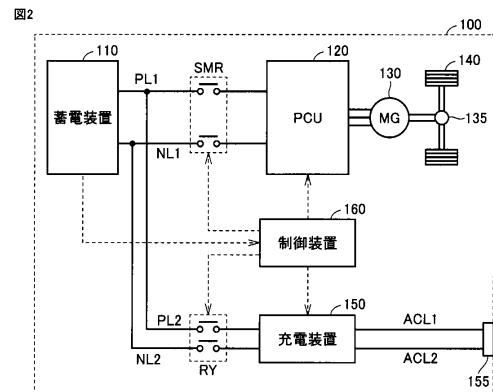 図2
100
110
120
130
140
PL1
SMR
蓄電装置
PCU
MG
135
NL1
160
制御装置
150
PL2
充電装置
ACL1
NL2
RY
ACL2
155